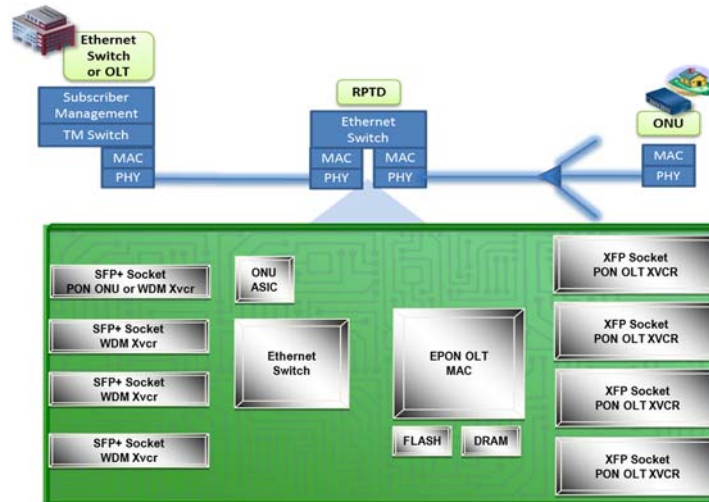 Ethernet
Switch
or OLT
Subscriber
Management
TM Switch
MAC
PHY
RPTD
Ethernet
Switch
MAC
MAC
PHY
PHY
ONU
MAC
PHY
SFP+ Socket
PON ONU or WDM Xvcr
SFP+ Socket
WDM Xvcr
SFP+ Socket
WDM Xvcr
SFP+ Socket
WDM Xvcr
ONU
ASIC
Ethernet
Switch
EPON OLT
MAC
FLASH
DRAM
XFP Socket
PON OLT XVCR
XFP Socket
PON OLT XVCR
XFP Socket
PON OLT XVCR
XFP Socket
PON OLT XVCR